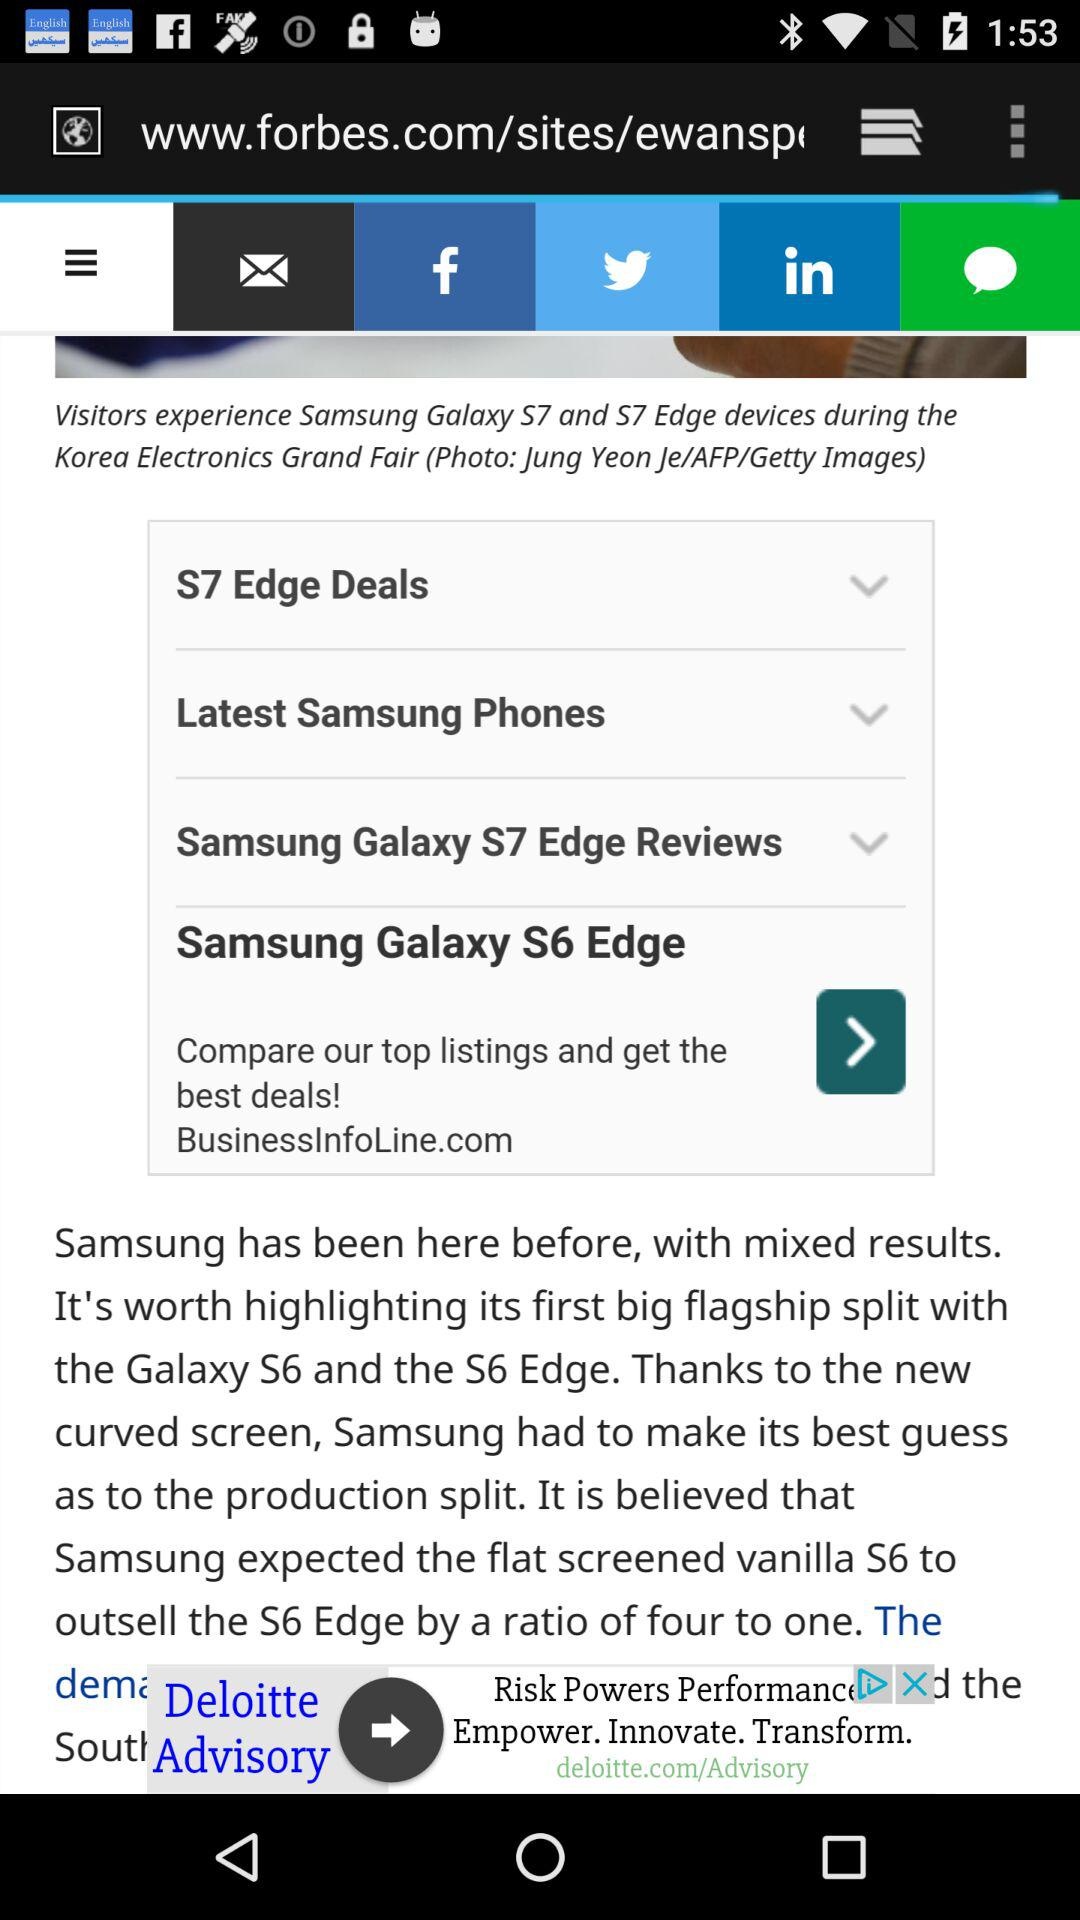 English English FAKE 1:53
سیکھیں سیکھیں
www.forbes.com/sites/ewanspe
f in
Visitors experience Samsung Galaxy S7 and S7 Edge devices during the
Korea Electronics Grand Fair (Photo: Jung Yeon Je/AFP/Getty Images)
S7 Edge Deals
Latest Samsung Phones
Samsung Galaxy S7 Edge Reviews
Samsung Galaxy S6 Edge
Compare our top listings and get the
best deals!
BusinessInfoLine.com
Samsung has been here before, with mixed results.
It's worth highlighting its first big flagship split with
the Galaxy S6 and the S6 Edge. Thanks to the new
curved screen, Samsung had to make its best guess
as to the production split. It is believed that
Samsung expected the flat screened vanilla S6 to
outsell the S6 Edge by a ratio of four to one. The
d the
Deloitte
Advisory
Risk Powers Performance
Empower. Innovate. Transform.
deloitte.com/Advisory